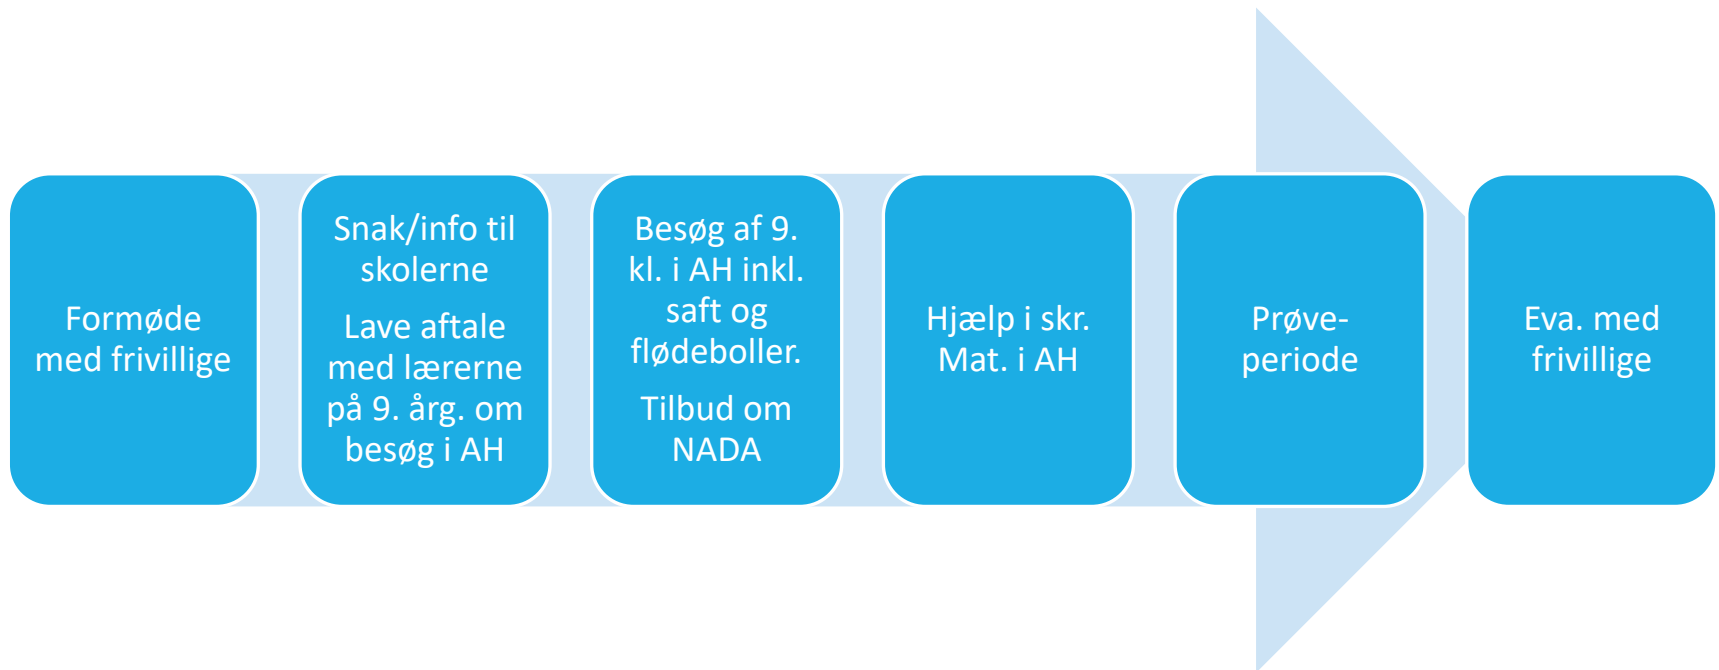 Formøde
med frivillige
Snak/info til
skolerne
Lave aftale
med lærerne
på 9. årg. om
besøg i AH
Besøg af 9.
kl. i AH inkl.
saft og
flødeboller.
Tilbud om
NADA
Hjælp i skr.
Mat. i AH
Prøve-
periode
Eva. med
frivillige